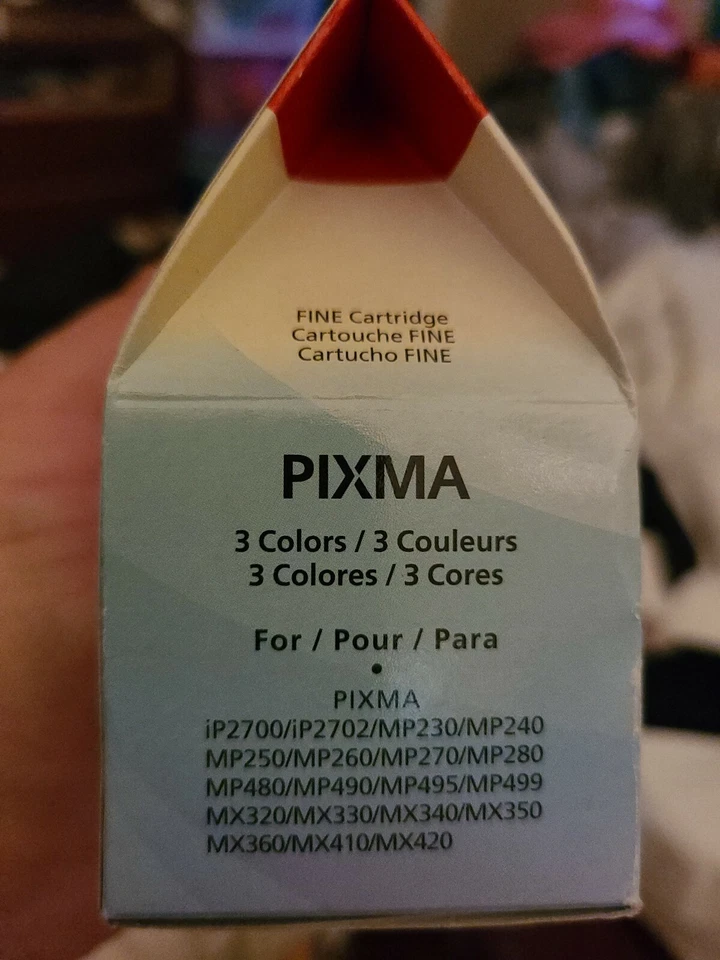 FINE Cartridge
Cartouche FINE
Cartucho FINE
PIXMA
3 Colors / 3 Couleurs
3 Colores / 3 Cores
For / Pour / Para
•
PIXMA
iP2700/iP2702/MP230/MP240
MP250/MP260/MP270/MP280
MP480/MP490/MP495/MP499
MX320/MX330/MX340/MX350
MX360/MX410/MX420